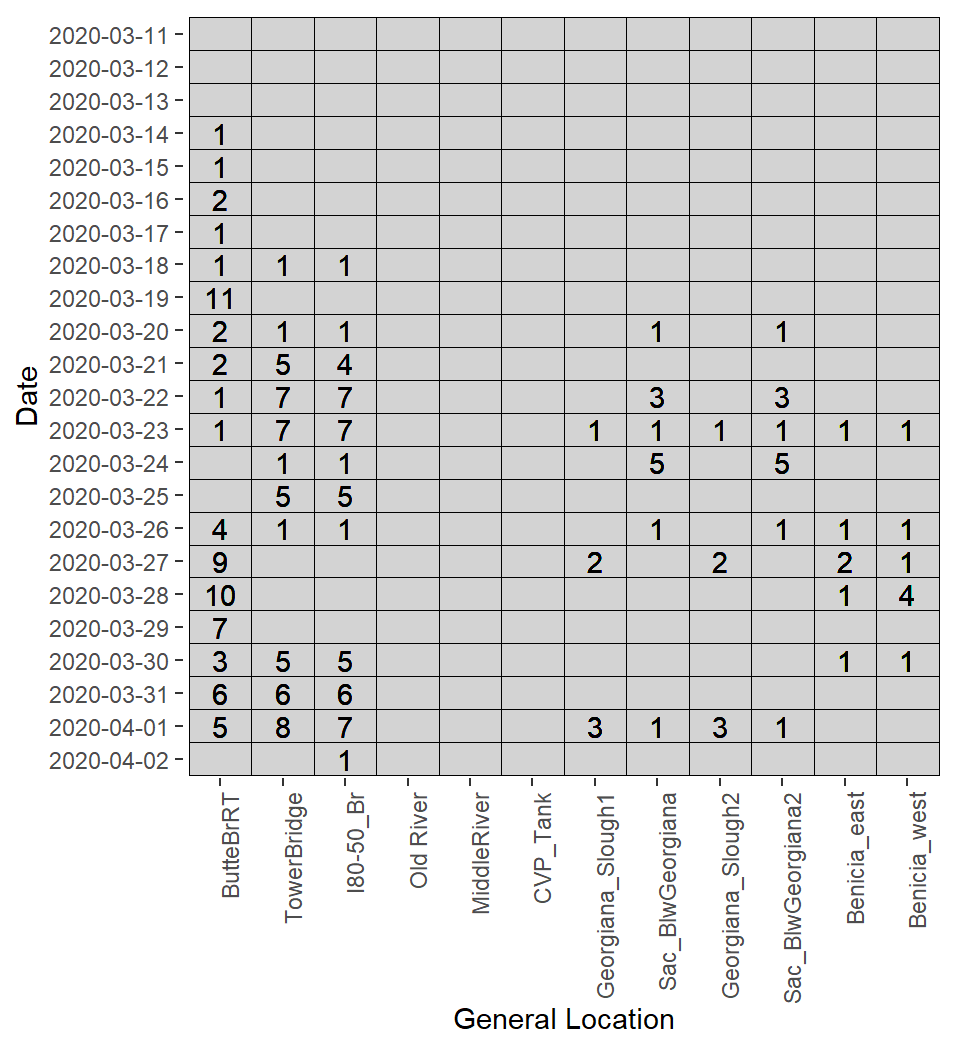 Date
2020-03-11
2020-03-12
2020-03-13
2020-03-14 1
2020-03-15 1
2020-03-16 2
2020-03-17 1
2020-03-18 1 1 1
2020-03-19 11
2020-03-20 2 1 1 1 1
2020-03-21 2 5 4
2020-03-22 1 7 7 3 3
2020-03-23 1 7 7 1 1 1 1 1 1
2020-03-24 1 1 5 5
2020-03-25 5 5
2020-03-26 4 1 1 1 1 1 1
2020-03-27 9 2 2 2 1
2020-03-28 10 1 4
2020-03-29 7
2020-03-30 3 5 5 1 1
2020-03-31 6 6 6
2020-04-01 5 8 7 3 1 3 1
2020-04-02 1
ButteBrRT
TowerBridge
I80-50_Br
Old River
MiddleRiver
CVP_Tank
Georgiana_Slough1
Sac_BlwGeorgiana
Georgiana_Slough2
Sac_BlwGeorgiana2
Benicia_east
Benicia_west
General Location